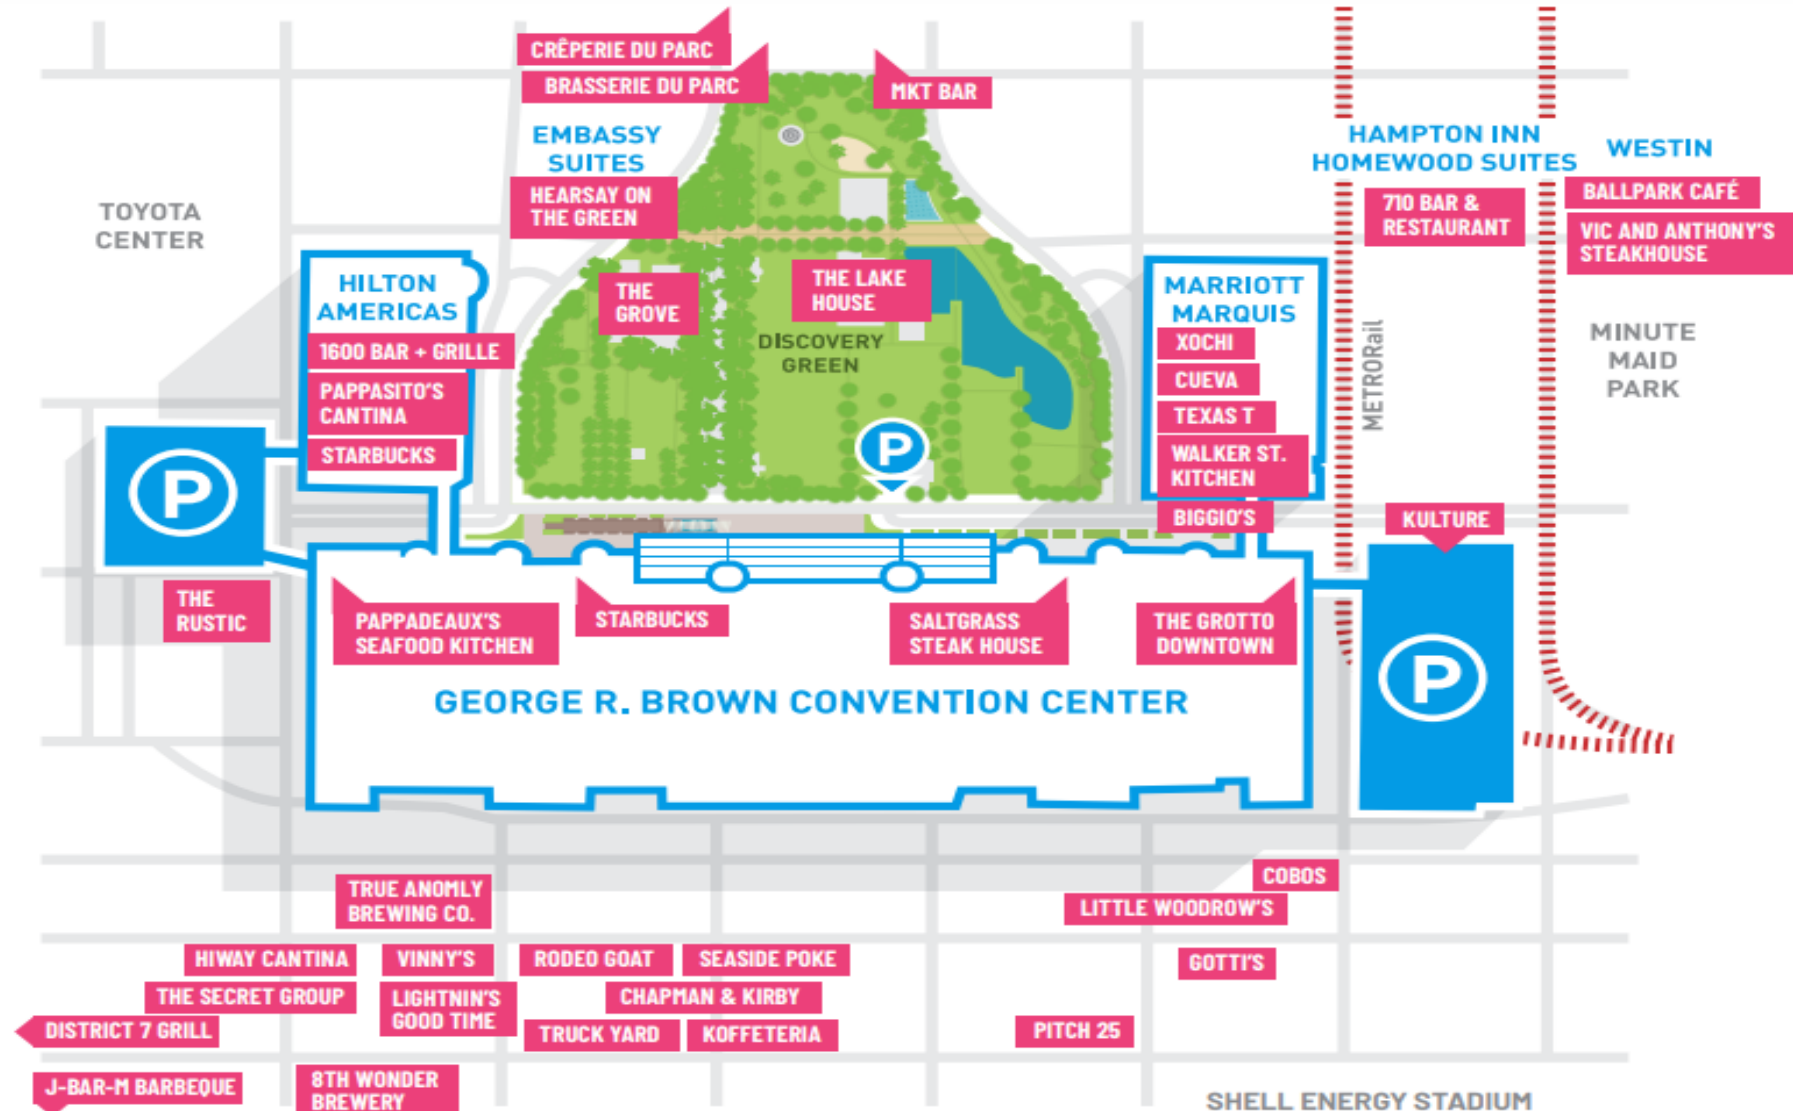 CRÊPERIE DU PARC
BRASSERIE DU PARC
MKT BAR
EMBASSY
SUITES
HEARSAY ON
THE GREEN
HAMPTON INN
HOMEWOOD SUITES
710 BAR &
RESTAURANT
WESTIN
BALLPARK CAFÉ
VIC AND ANTHONY'S
STEAKHOUSE
TOYOTA
CENTER
HILTON
AMERICAS
1600 BAR + GRILLE
PAPPASITO'S
CANTINA
STARBUCKS
THE
GROVE
THE LAKE
HOUSE
DISCOVERY
GREEN
P
MARRIOTT
MARQUIS
XOCHI
CUEVA
TEXAS T
WALKER ST.
KITCHEN
BIGGIO'S
METRORail
MINUTE
MAID
PARK
P
KULTURE
THE
RUSTIC
PAPPADEAUX'S
SEAFOOD KITCHEN
STARBUCKS
SALTGRASS
STEAK HOUSE
THE GROTTO
DOWNTOWN
P
GEORGE R. BROWN CONVENTION CENTER
TRUE ANOMLY
BREWING CO.
COBOS
LITTLE WOODROW'S
HIWAY CANTINA
VINNY'S
RODEO GOAT
SEASIDE POKE
GOTTI'S
THE SECRET GROUP
LIGHTNIN'S
GOOD TIME
CHAPMAN & KIRBY
DISTRICT 7 GRILL
TRUCK YARD
KOFFETERIA
PITCH 25
J-BAR-M BARBEQUE
8TH WONDER
BREWERY
SHELL ENERGY STADIUM